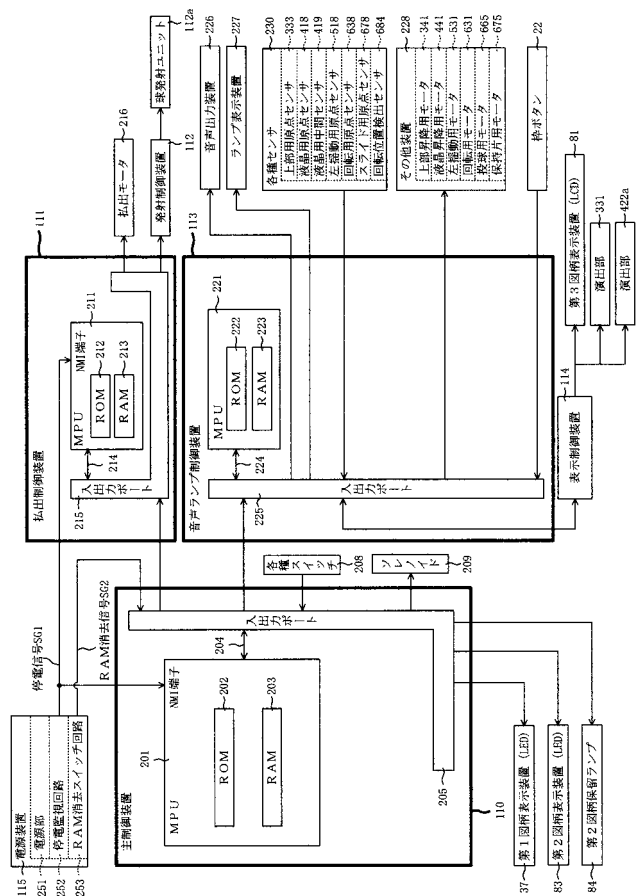 電源装置
115
電源部
251
停電監視回路
252
RAM消去スイッチ回路
253
停電信号SG1
RAM消去信号SG2
主制御装置
110
MPU
201
NMI端子
ROM
202
RAM
203
204
入出力ポート
205
各種スイッチ
208
ソレノイド
209
37
第1図柄表示装置(LED)
83
第2図柄表示装置(LED)
84
第2図柄保留ランプ
払出制御装置
111
MPU
211
NMI端子
ROM
212
RAM
213
214
入出力ポート
215
払出モータ
216
発射制御装置
112
球発射ユニット
112a
音声ランプ制御装置
113
MPU
221
ROM
222
RAM
223
224
入出力ポート
225
音声出力装置
226
ランプ表示装置
227
各種センサ
230
上部用原点センサ
333
液晶用原点センサ
418
液晶用中間センサ
419
左揺動用原点センサ
518
回転用原点センサ
638
スライド用原点センサ
678
回転位置検出センサ
684
その他装置
228
上部昇降用モータ
341
液晶昇降用モータ
441
左揺動用モータ
531
回転用モータ
631
投球用モータ
665
保持片用モータ
675
枠ボタン
22
表示制御装置
114
第3図柄表示装置(LCD)
81
演出部
331
演出部
422a